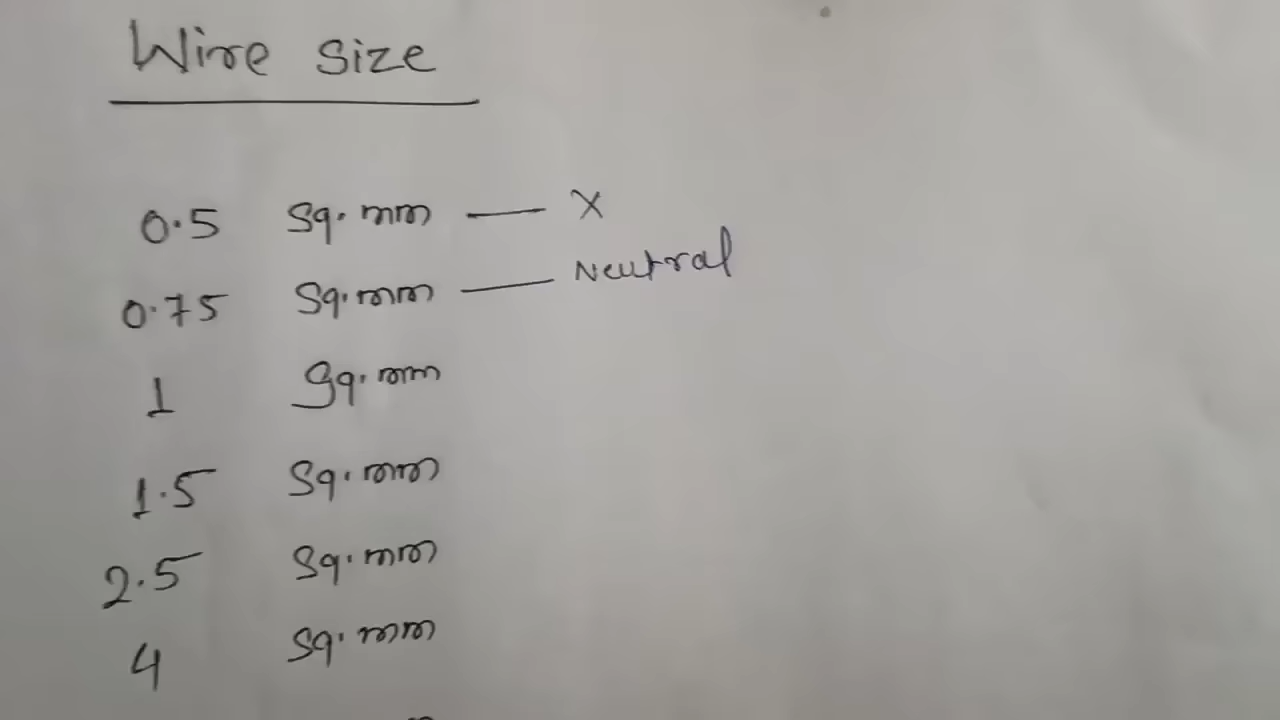 Wire Size
0.5 Sq.mm — X
0.75 Sq.mm — Neutral
1 Sq.mm
1.5 Sq.mm
2.5 Sq.mm
4 Sq.mm